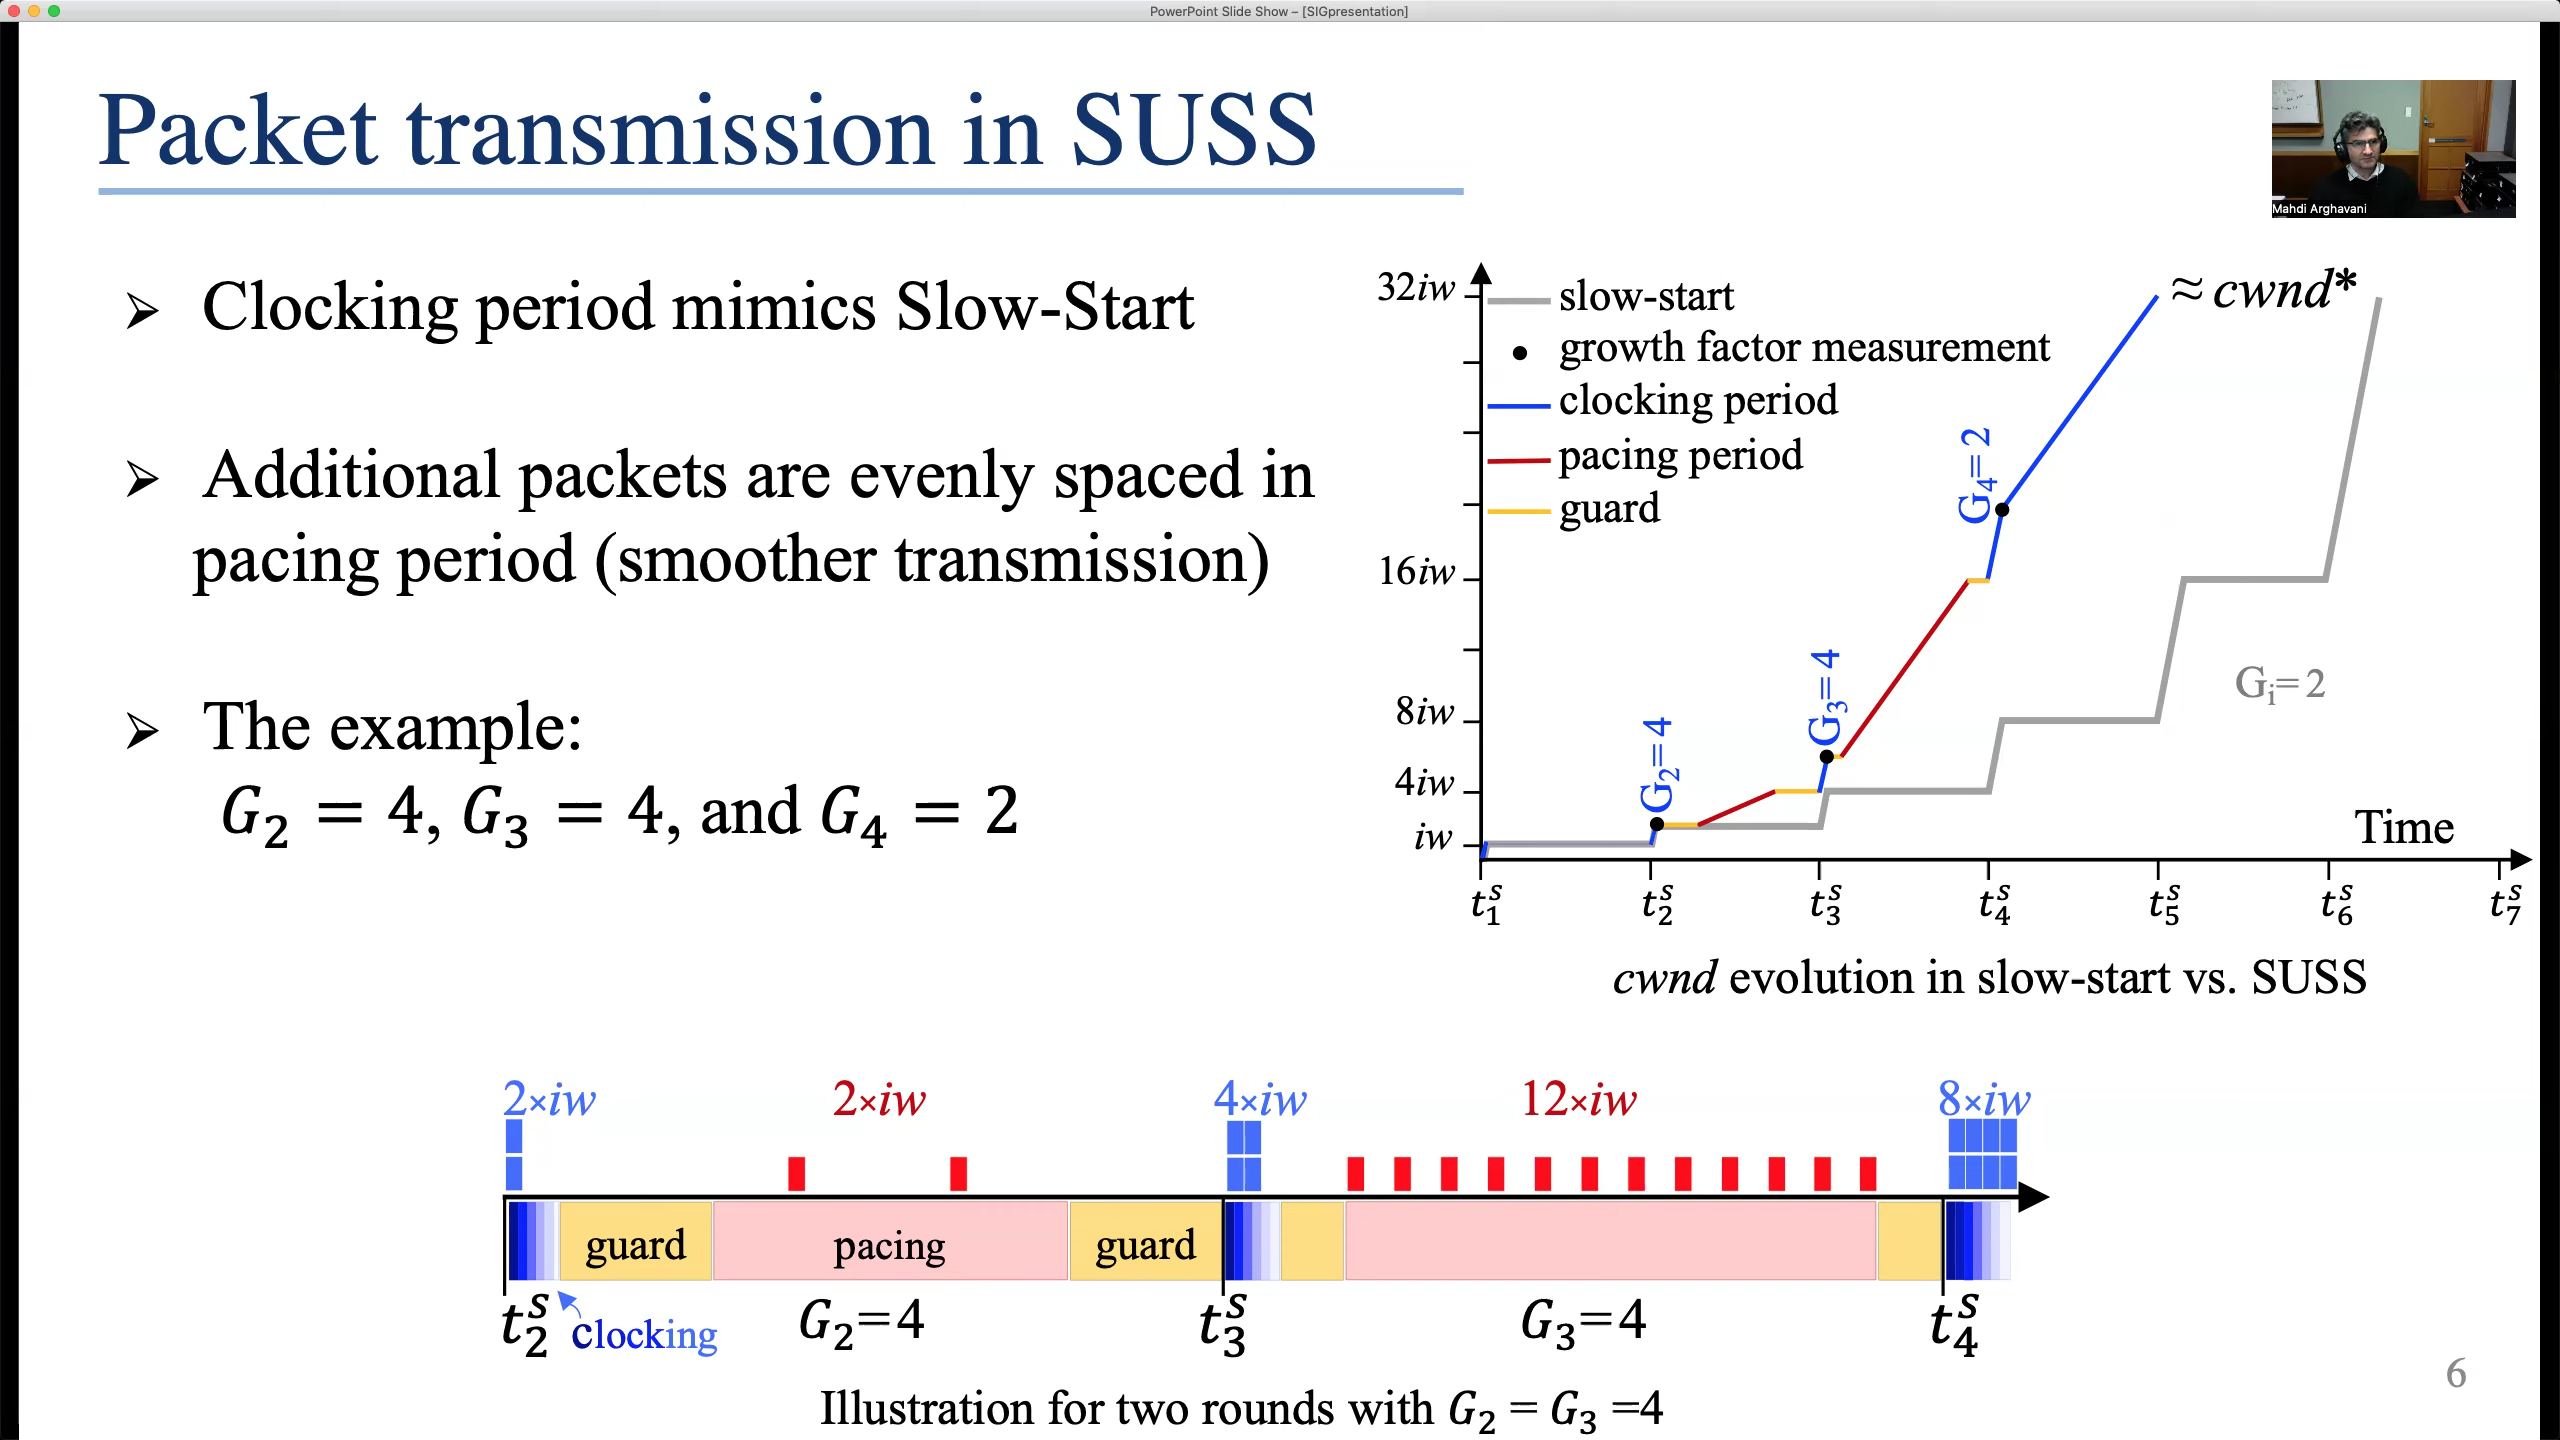 PowerPoint Slide Show – [SIGpresentation]
Packet transmission in SUSS
Mahdi Arghavani
➢ Clocking period mimics Slow-Start
➢ Additional packets are evenly spaced in
pacing period (smoother transmission)
➢ The example:
G₂ = 4, G₃ = 4, and G₄ = 2
32iw
16iw
8iw
4iw
iw
slow-start
growth factor measurement
clocking period
pacing period
guard
≈ cwnd*
G₂= 4
G₃= 4
G₄= 2
Gᵢ= 2
Time
t₁ˢ t₂ˢ t₃ˢ t₄ˢ t₅ˢ t₆ˢ t₇ˢ
cwnd evolution in slow-start vs. SUSS
2×iw 2×iw 4×iw 12×iw 8×iw
guard pacing guard
t₂ˢ clocking G₂=4 t₃ˢ G₃=4 t₄ˢ
Illustration for two rounds with G₂ = G₃ =4
6